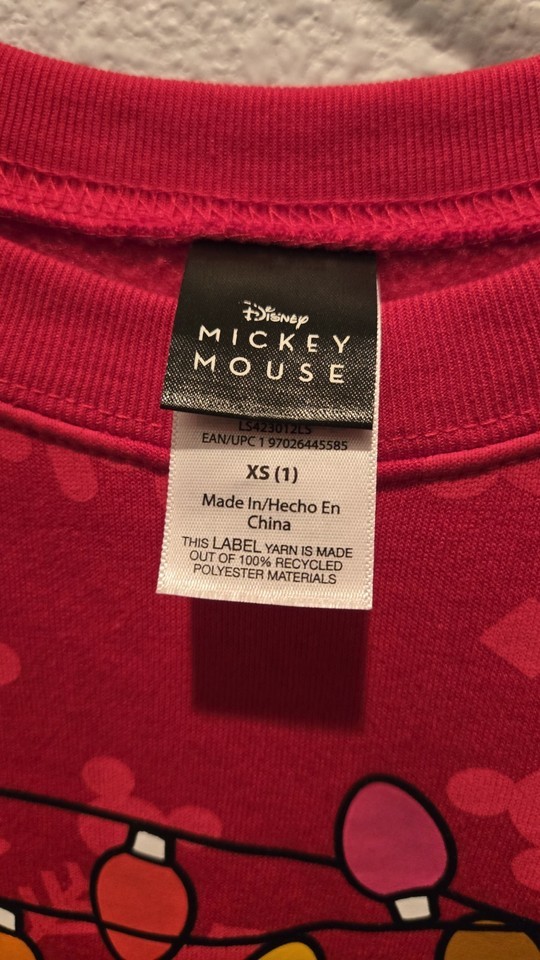 Disney
MICKEY
MOUSE
LS423012LS
EAN/UPC 1 97026445585
XS (1)
Made In/Hecho En
China
THIS LABEL YARN IS MADE
OUT OF 100% RECYCLED
POLYESTER MATERIALS